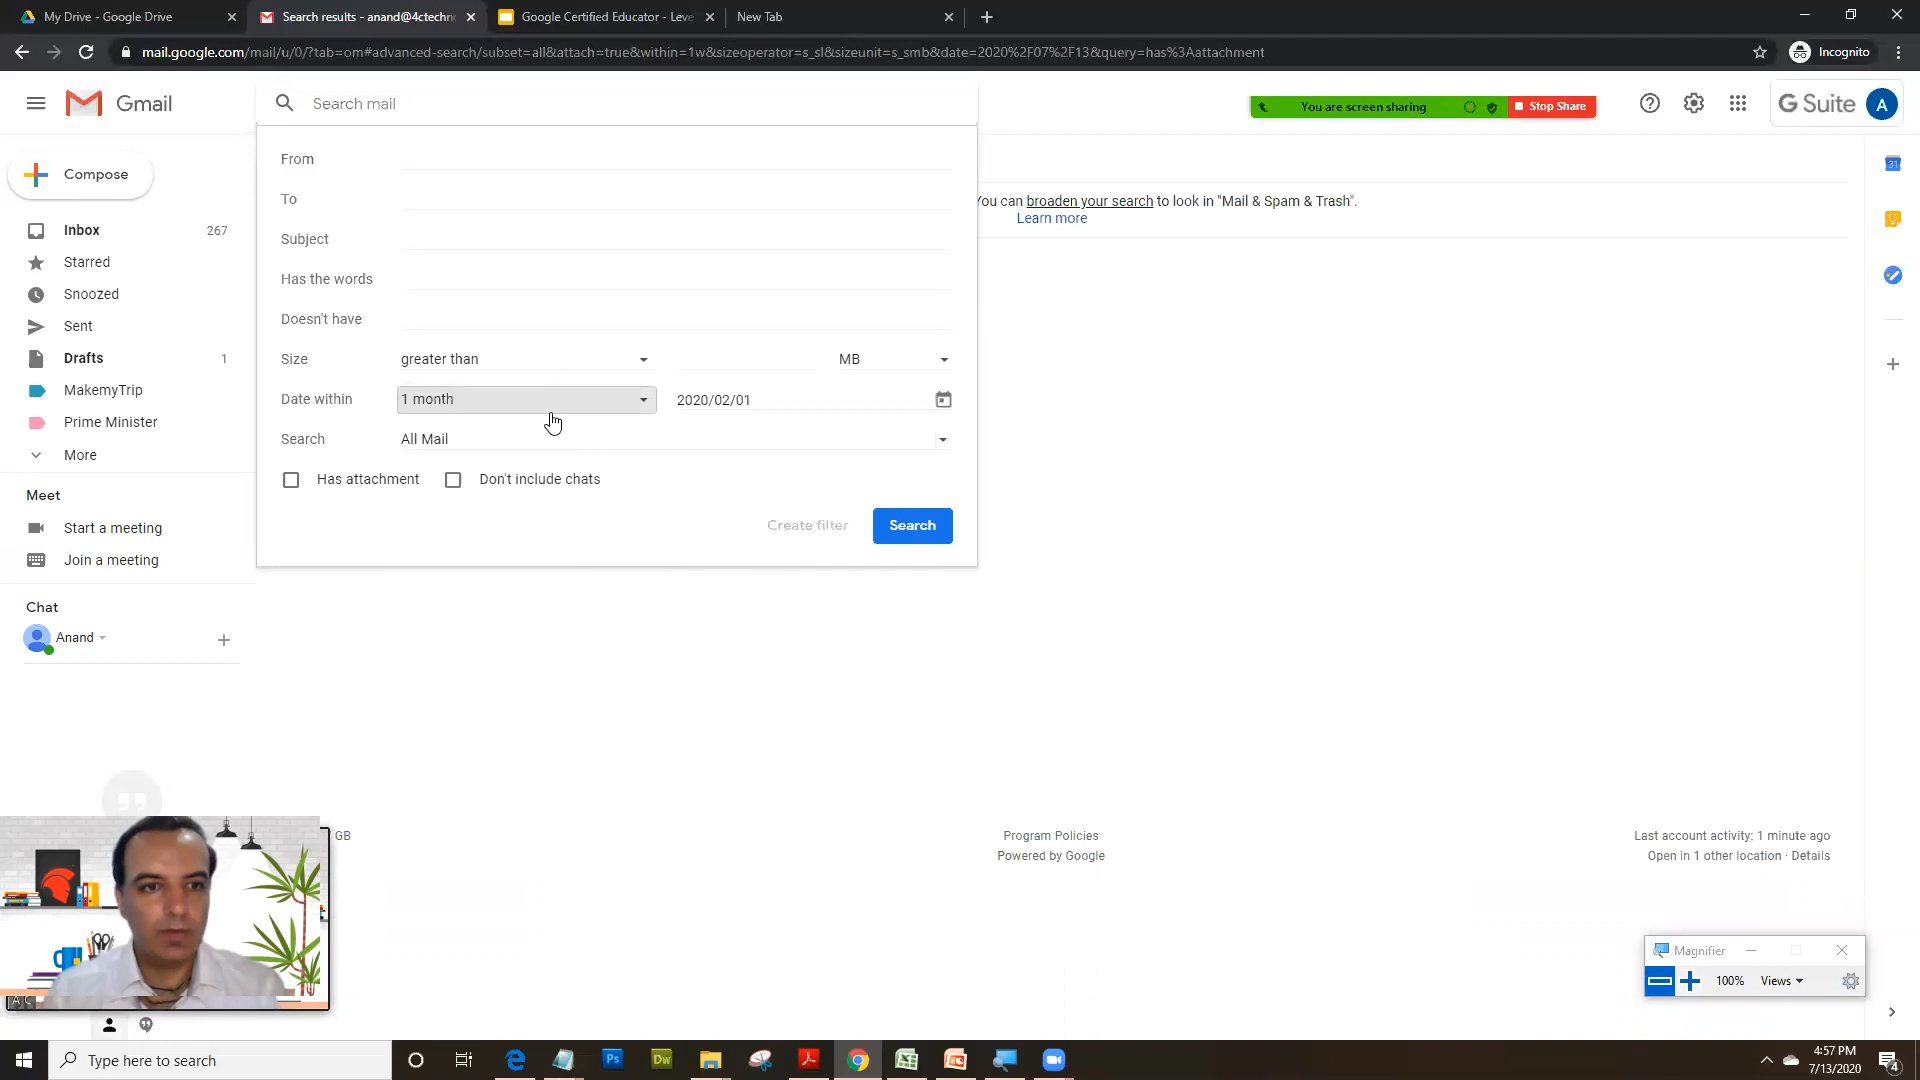 My Drive - Google Drive
Search results - anand@4ctechn
Google Certified Educator - Leve
New Tab
mail.google.com/mail/u/0/?tab=om#advanced-search/subset=all&attach=true&within=1w&sizeoperator=s_sl&sizeunit=s_smb&date=2020%2F07%2F13&query=has%3Aattachment
Incognito
Gmail
Search mail
You are screen sharing
Stop Share
G Suite
A
Compose
From
To
Subject
Has the words
Doesn't have
Size
greater than
MB
Date within
1 month
2020/02/01
Search
All Mail
Has attachment
Don't include chats
Create filter
Search
You can broaden your search to look in "Mail & Spam & Trash".
Learn more
31
Inbox
267
Starred
Snoozed
Sent
Drafts
1
MakemyTrip
Prime Minister
More
Meet
Start a meeting
Join a meeting
Chat
Anand
GB
Program Policies
Powered by Google
Last account activity: 1 minute ago
Open in 1 other location · Details
A C
Magnifier
100%
Views
Type here to search
Ps
Dw
4:57 PM
7/13/2020
4